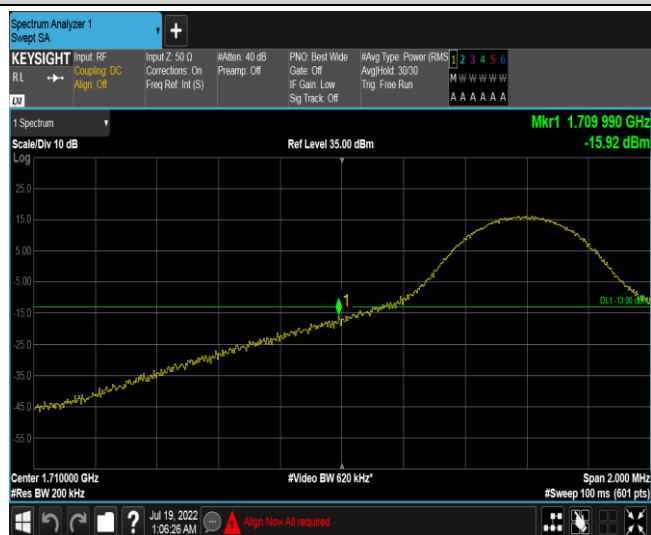 Spectrum Analyzer 1
Swept SA
KEYSIGHT
RL
Input: RF
Coupling: DC
Align: Off
Input Z: 50 Ω
Corrections: On
Freq Ref: Int (S)
#Atten: 40 dB
Preamp: Off
PNO: Best Wide
Gate: Off
IF Gain: Low
Sig Track: Off
#Avg Type: Power (RMS
Avg|Hold: 30/30
Trig: Free Run
1 2 3 4 5 6
M W W W W W
A A A A A A
LXI
1 Spectrum
Scale/Div 10 dB
Ref Level 35.00 dBm
Mkr1 1.709 990 GHz
-15.92 dBm
Log
25.0
15.0
5.00
-5.00
-15.0
-25.0
-35.0
-45.0
-55.0
1
DL1 -13.00 dBm
Center 1.710000 GHz
#Video BW 620 kHz*
Span 2.000 MHz
#Res BW 200 kHz
#Sweep 100 ms (601 pts)
?
Jul 19, 2022
1:06:26 AM
Align Now All required